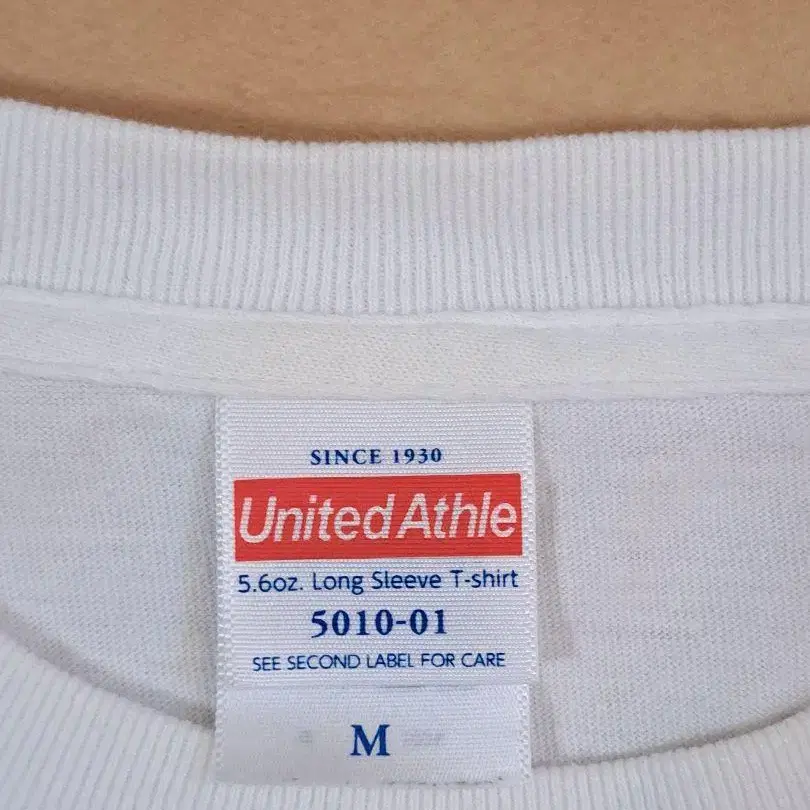 SINCE 1930
United Athle
5.6oz. Long Sleeve T-shirt
5010-01
SEE SECOND LABEL FOR CARE
M